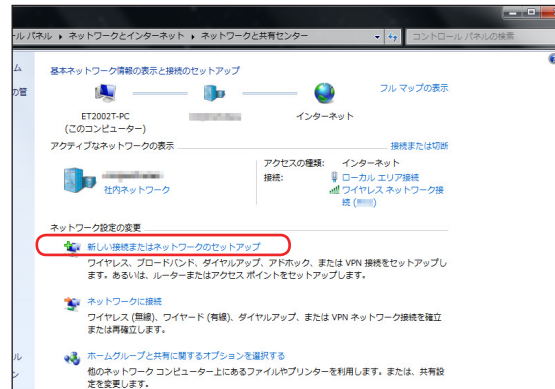 ール パネル ▸ ネットワークとインターネット ▸ ネットワークと共有センター
コントロール パネルの検索
ム
の管
基本ネットワーク情報の表示と接続のセットアップ
フル マップの表示
ET2002T-PC
(このコンピューター)
インターネット
アクティブなネットワークの表示
接続または切断
社内ネットワーク
アクセスの種類: インターネット
接続: ローカル エリア接続
ワイヤレス ネットワーク接
続 (
)
ネットワーク設定の変更
新しい接続またはネットワークのセットアップ
ワイヤレス、ブロードバンド、ダイヤルアップ、アドホック、または VPN 接続をセットアップし
ます。あるいは、ルーターまたはアクセス ポイントをセットアップします。
ネットワークに接続
ワイヤレス (無線)、ワイヤード (有線)、ダイヤルアップ、または VPN ネットワーク接続を確立
または再確立します。
ル
ホームグループと共有に関するオプションを選択する
ン
他のネットワーク コンピューター上にあるファイルやプリンターを利用します。または、共有設
定を変更します。